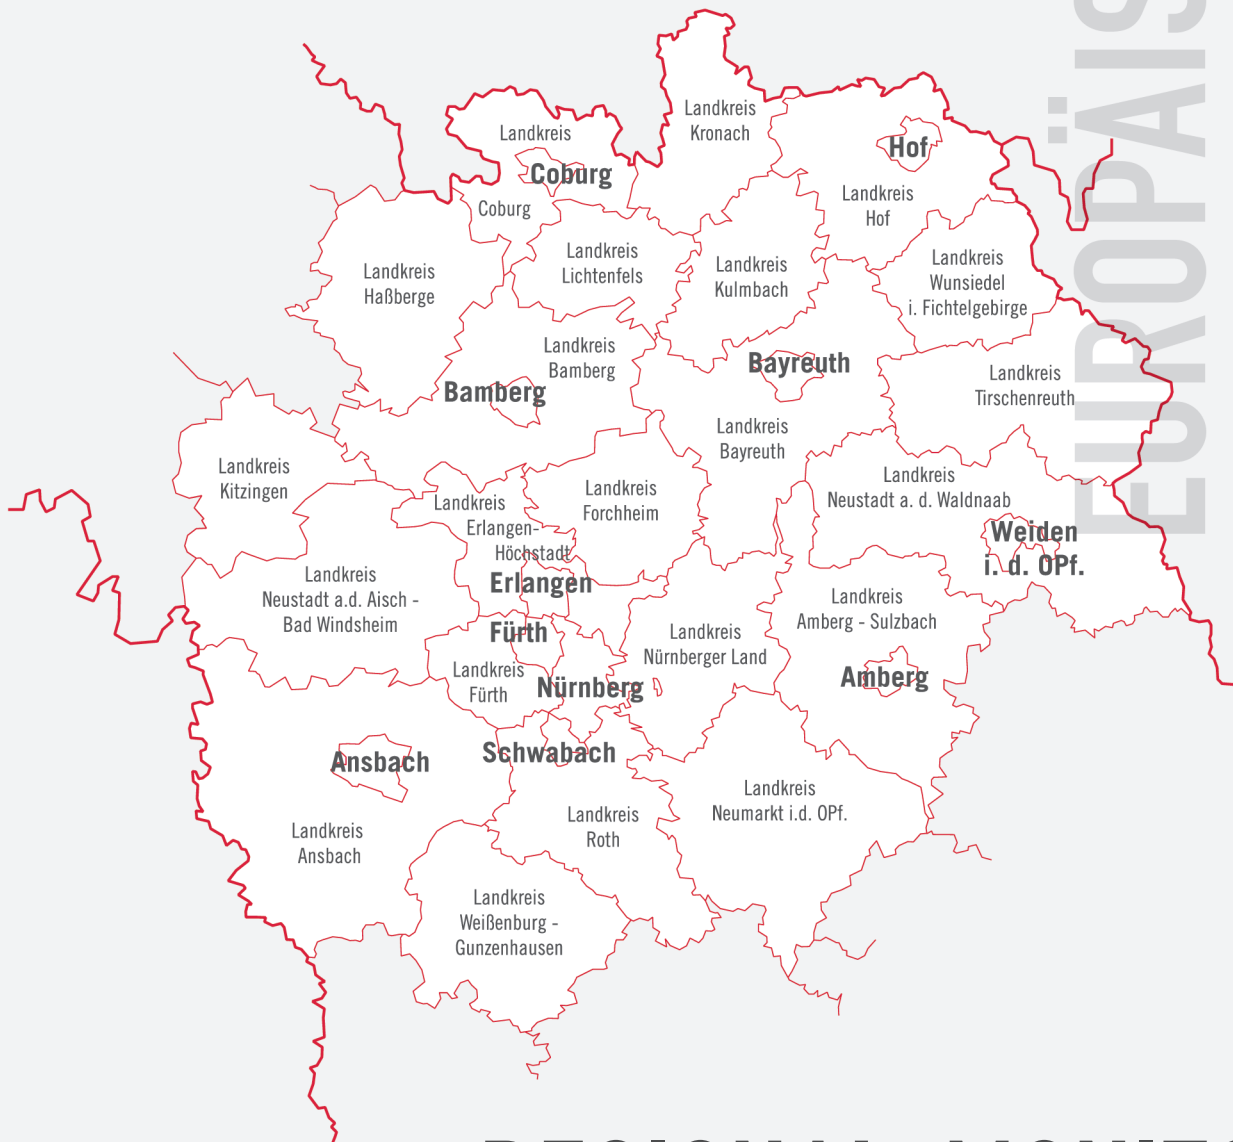 EUROPÄIS
Landkreis
Kronach
Landkreis
Coburg
Coburg
Hof
Landkreis
Hof
Landkreis
Haßberge
Landkreis
Lichtenfels
Landkreis
Kulmbach
Landkreis
Wunsiedel
i. Fichtelgebirge
Landkreis
Bamberg
Bamberg
Bayreuth
Landkreis
Bayreuth
Landkreis
Tirschenreuth
Landkreis
Kitzingen
Landkreis
Erlangen-
Höchstadt
Landkreis
Forchheim
Landkreis
Neustadt a. d. Waldnaab
Weiden
i. d. OPf.
Landkreis
Neustadt a.d. Aisch -
Bad Windsheim
Erlangen
Fürth
Landkreis
Fürth
Nürnberg
Landkreis
Nürnberger Land
Landkreis
Amberg - Sulzbach
Amberg
Ansbach
Landkreis
Ansbach
Schwabach
Landkreis
Roth
Landkreis
Neumarkt i.d. OPf.
Landkreis
Weißenburg -
Gunzenhausen